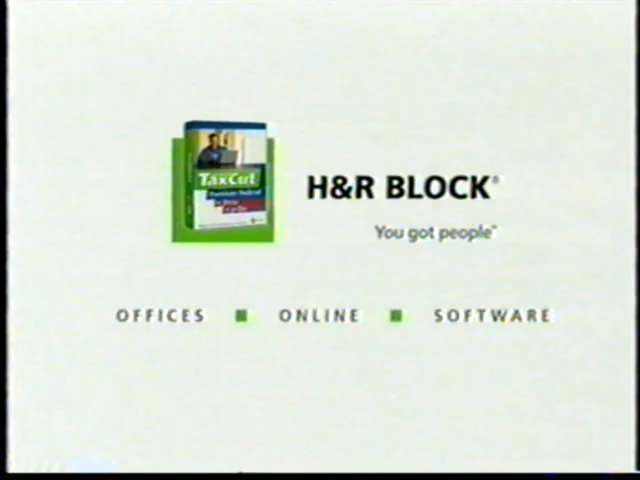 TaxCut
H&R BLOCK®
You got people℠
OFFICES ■ ONLINE ■ SOFTWARE